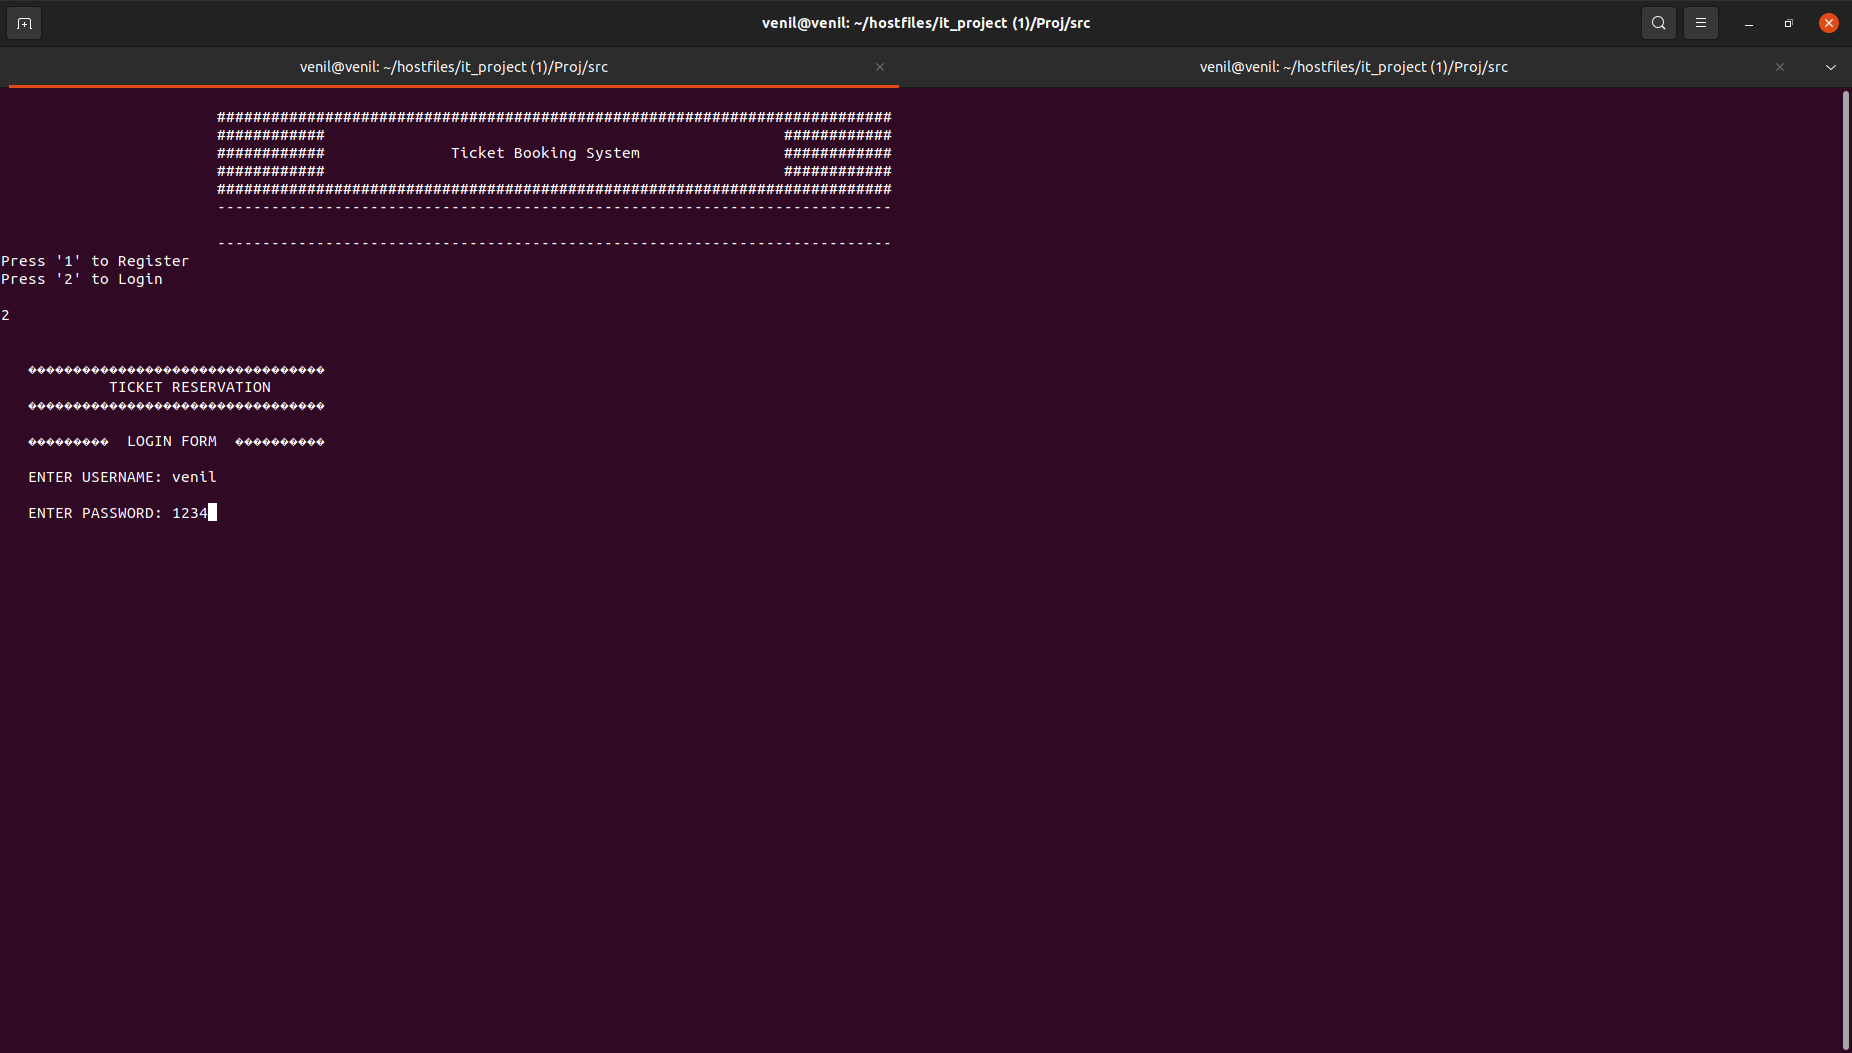 venil@venil: ~/hostfiles/it_project (1)/Proj/src
venil@venil: ~/hostfiles/it_project (1)/Proj/src
venil@venil: ~/hostfiles/it_project (1)/Proj/src
###########################################################################
############                                                   ############
############              Ticket Booking System                ############
############                                                   ############
###########################################################################
---------------------------------------------------------------------------
---------------------------------------------------------------------------
Press '1' to Register
Press '2' to Login
2
���������������������������������
TICKET RESERVATION
���������������������������������
��������� LOGIN FORM ����������
ENTER USERNAME: venil
ENTER PASSWORD: 1234